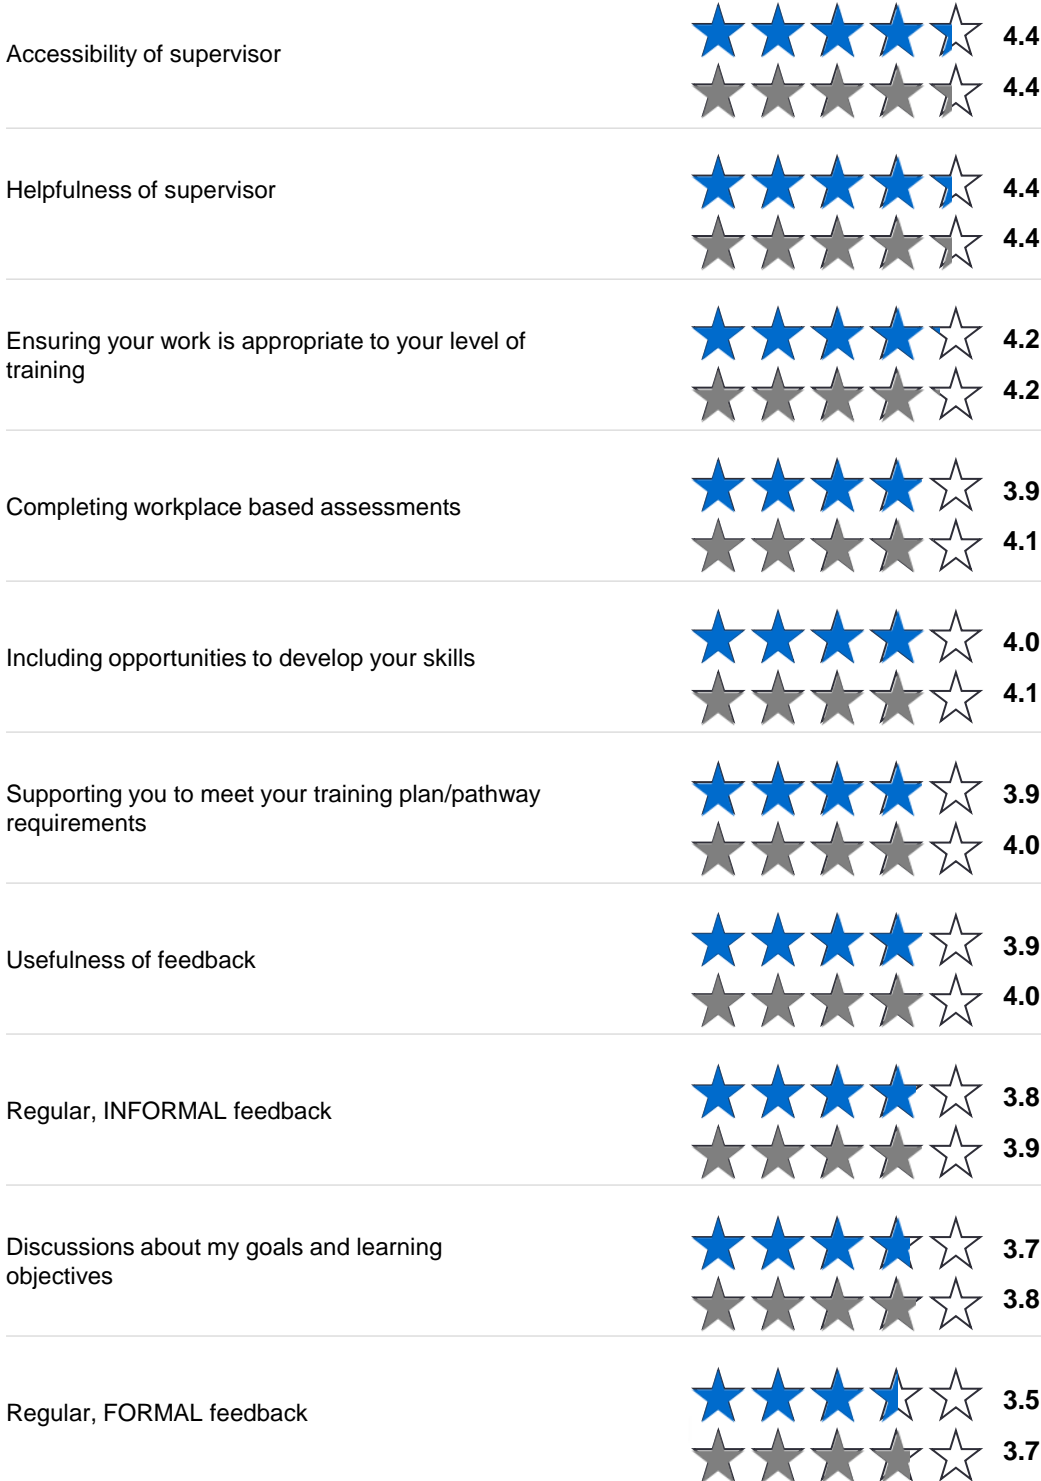 Accessibility of supervisor
4.4
4.4
Helpfulness of supervisor
4.4
4.4
Ensuring your work is appropriate to your level of
training
4.2
4.2
Completing workplace based assessments
3.9
4.1
Including opportunities to develop your skills
4.0
4.1
Supporting you to meet your training plan/pathway
requirements
3.9
4.0
Usefulness of feedback
3.9
4.0
Regular, INFORMAL feedback
3.8
3.9
Discussions about my goals and learning
objectives
3.7
3.8
Regular, FORMAL feedback
3.5
3.7